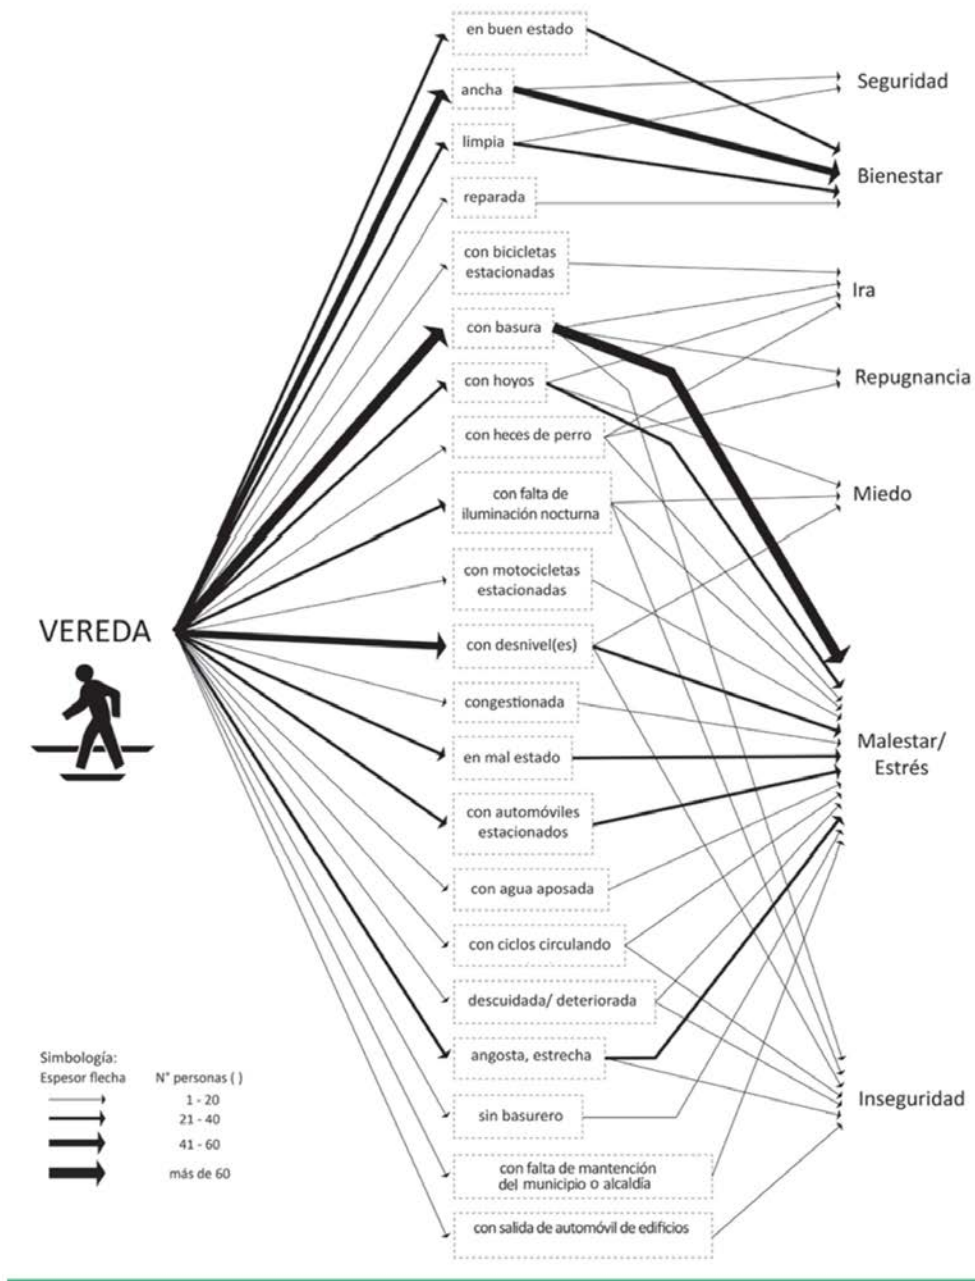 en buen estado
ancha
limpia
reparada
con bicicletas
estacionadas
con basura
con hoyos
con heces de perro
con falta de
iluminación nocturna
con motocicletas
estacionadas
con desnivel(es)
congestionada
en mal estado
con automóviles
estacionados
con agua aposada
con ciclos circulando
descuidada/ deteriorada
angosta, estrecha
sin basurero
con falta de mantención
del municipio o alcaldía
con salida de automóvil de edificios
Seguridad
Bienestar
Ira
Repugnancia
Miedo
Malestar/
Estrés
Inseguridad
VEREDA
Simbología:
Espesor flecha N° personas ( )
1 - 20
21 - 40
41 - 60
más de 60